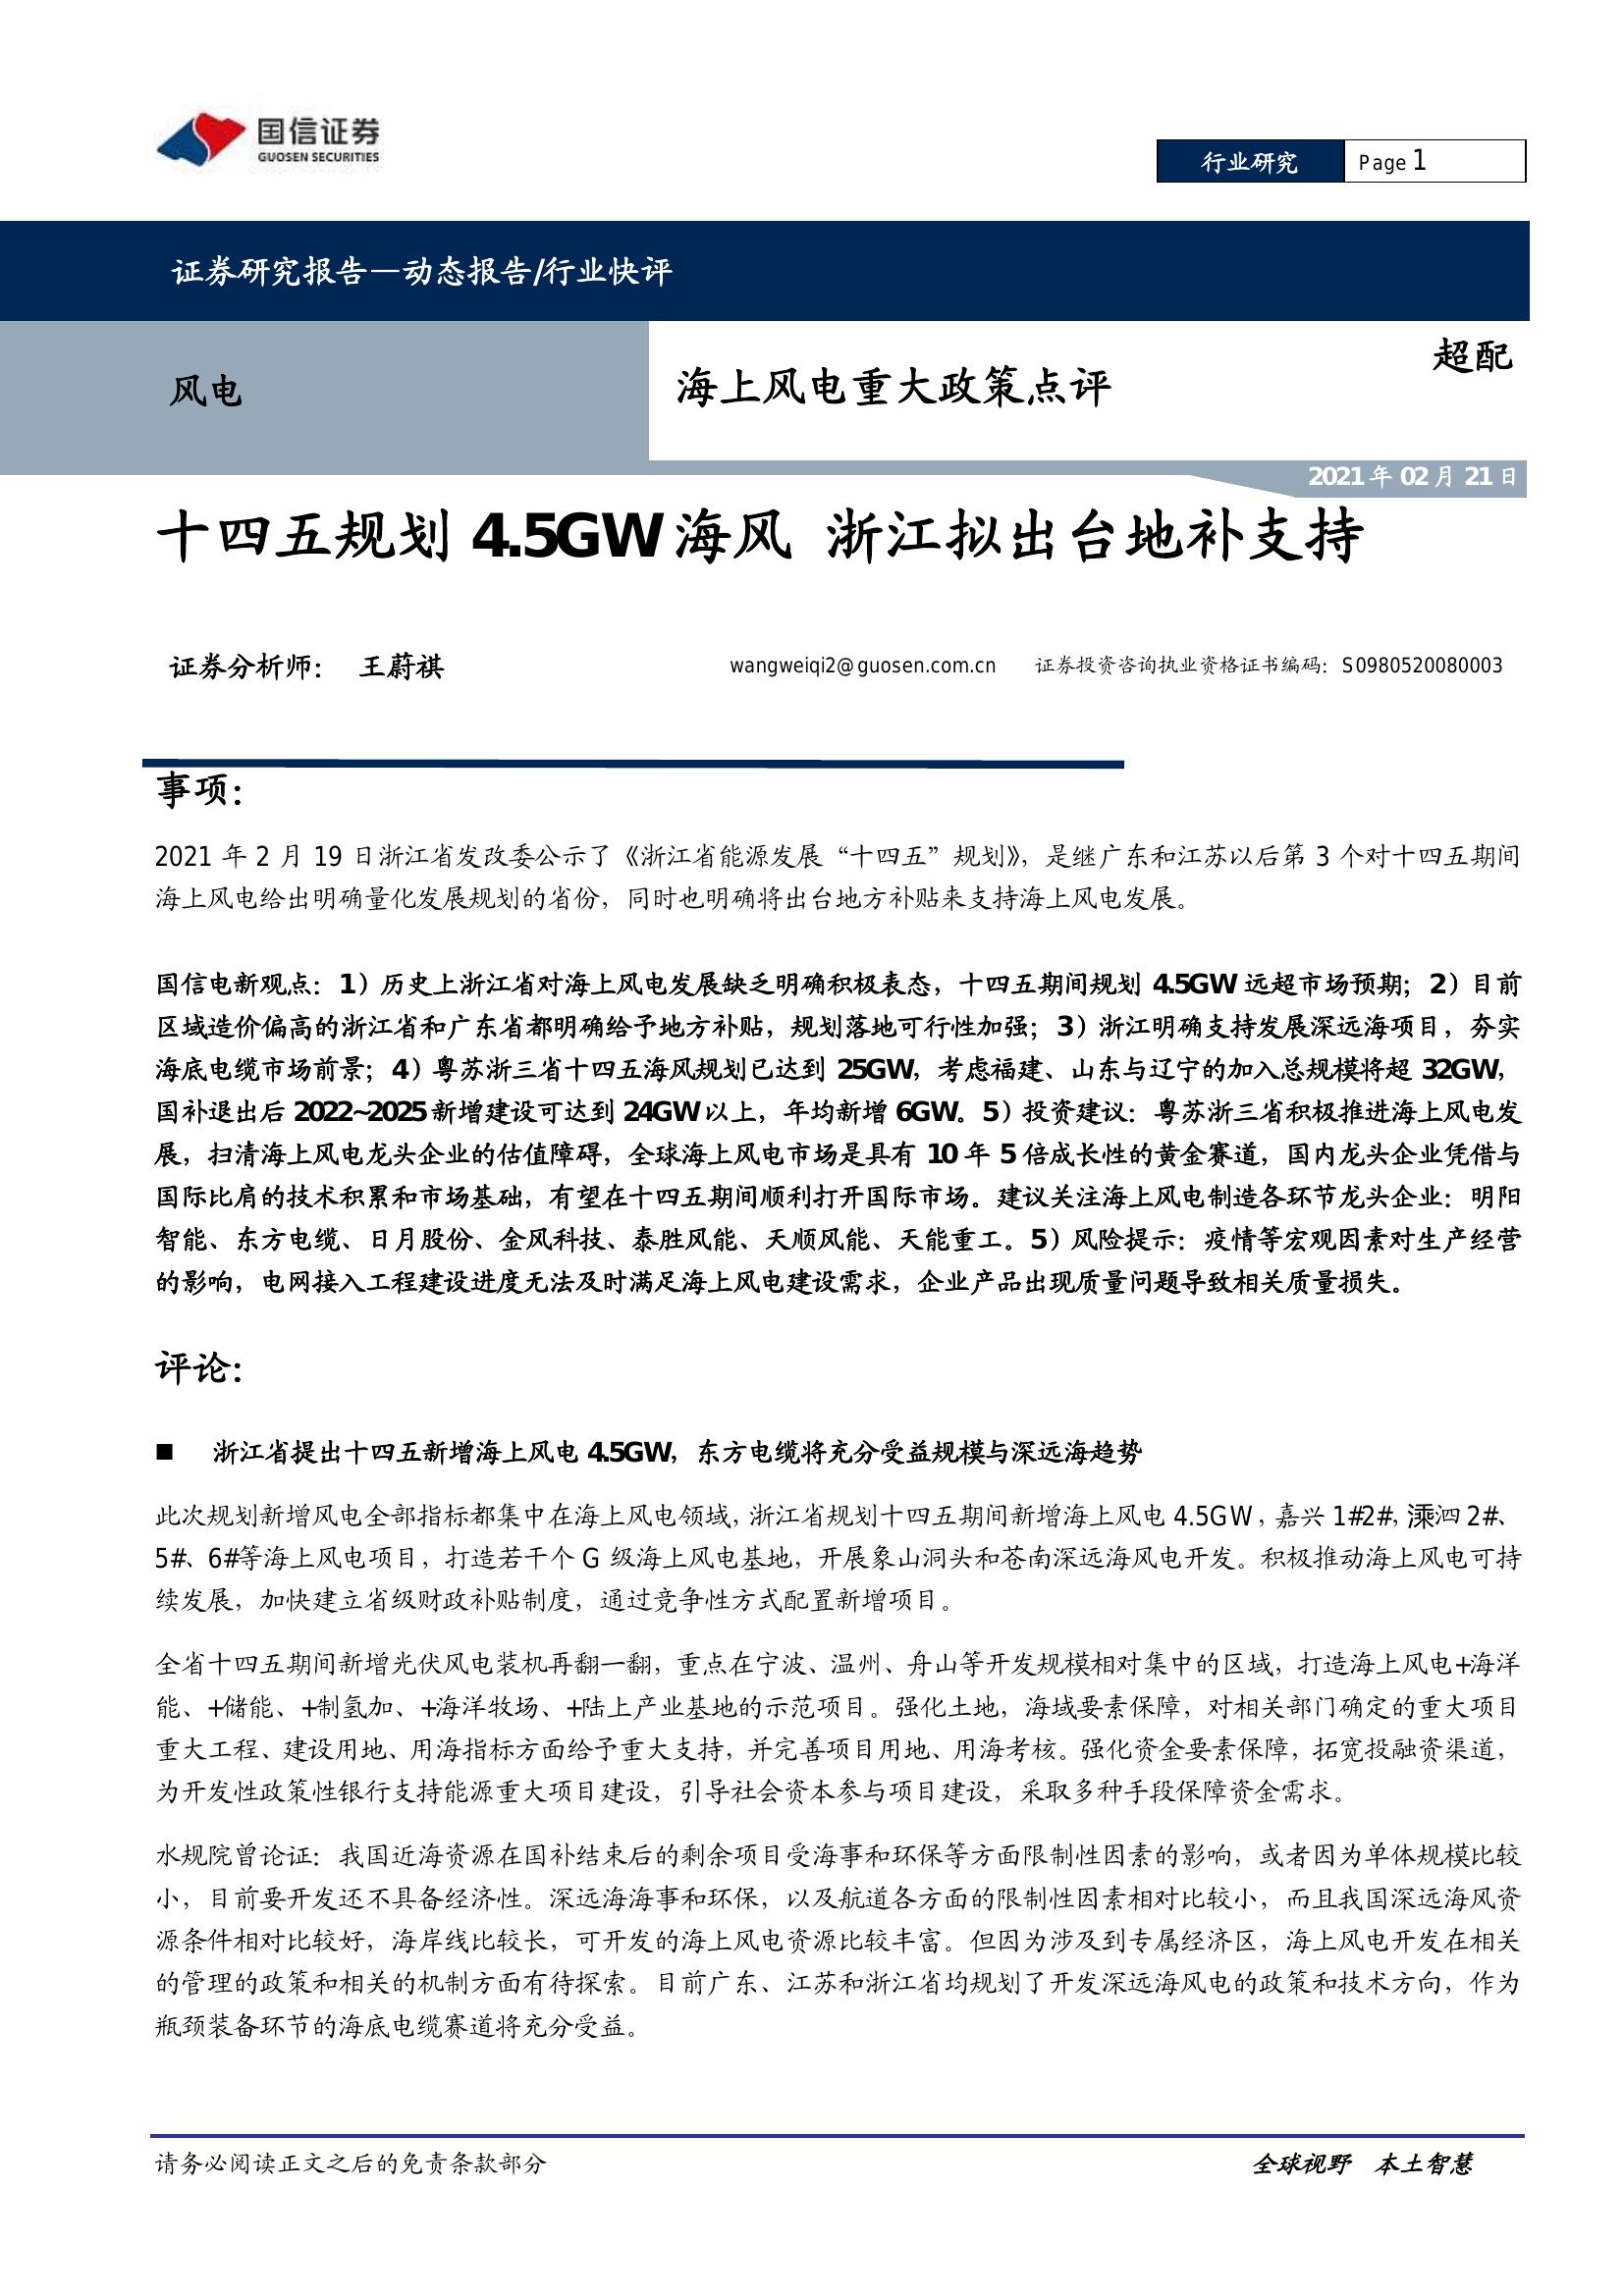 国信证券
GUOSEN SECURITIES
行业研究 Page 1
证券研究报告—动态报告/行业快评
风电
海上风电重大政策点评
超配
2021 年 02 月 21 日
十四五规划 4.5GW 海风 浙江拟出台地补支持
证券分析师： 王蔚祺 wangweiqi2@guosen.com.cn 证券投资咨询执业资格证书编码：S0980520080003
事项：
2021 年 2 月 19 日浙江省发改委公示了《浙江省能源发展“十四五”规划》，是继广东和江苏以后第 3 个对十四五期间
海上风电给出明确量化发展规划的省份，同时也明确将出台地方补贴来支持海上风电发展。
国信电新观点：1）历史上浙江省对海上风电发展缺乏明确积极表态，十四五期间规划 4.5GW 远超市场预期；2）目前
区域造价偏高的浙江省和广东省都明确给予地方补贴，规划落地可行性加强；3）浙江明确支持发展深远海项目，夯实
海底电缆市场前景；4）粤苏浙三省十四五海风规划已达到 25GW，考虑福建、山东与辽宁的加入总规模将超 32GW，
国补退出后 2022~2025 新增建设可达到 24GW 以上，年均新增 6GW。5）投资建议：粤苏浙三省积极推进海上风电发
展，扫清海上风电龙头企业的估值障碍，全球海上风电市场是具有 10 年 5 倍成长性的黄金赛道，国内龙头企业凭借与
国际比肩的技术积累和市场基础，有望在十四五期间顺利打开国际市场。建议关注海上风电制造各环节龙头企业：明阳
智能、东方电缆、日月股份、金风科技、泰胜风能、天顺风能、天能重工。5）风险提示：疫情等宏观因素对生产经营
的影响，电网接入工程建设进度无法及时满足海上风电建设需求，企业产品出现质量问题导致相关质量损失。
评论：
■ 浙江省提出十四五新增海上风电 4.5GW，东方电缆将充分受益规模与深远海趋势
此次规划新增风电全部指标都集中在海上风电领域，浙江省规划十四五期间新增海上风电 4.5GW，嘉兴 1#2#，溗泗 2#、
5#、6#等海上风电项目，打造若干个 G 级海上风电基地，开展象山洞头和苍南深远海风电开发。积极推动海上风电可持
续发展，加快建立省级财政补贴制度，通过竞争性方式配置新增项目。
全省十四五期间新增光伏风电装机再翻一翻，重点在宁波、温州、舟山等开发规模相对集中的区域，打造海上风电+海洋
能、+储能、+制氢加、+海洋牧场、+陆上产业基地的示范项目。强化土地，海域要素保障，对相关部门确定的重大项目
重大工程、建设用地、用海指标方面给予重大支持，并完善项目用地、用海考核。强化资金要素保障，拓宽投融资渠道，
为开发性政策性银行支持能源重大项目建设，引导社会资本参与项目建设，采取多种手段保障资金需求。
水规院曾论证：我国近海资源在国补结束后的剩余项目受海事和环保等方面限制性因素的影响，或者因为单体规模比较
小，目前要开发还不具备经济性。深远海海事和环保，以及航道各方面的限制性因素相对比较小，而且我国深远海风资
源条件相对比较好，海岸线比较长，可开发的海上风电资源比较丰富。但因为涉及到专属经济区，海上风电开发在相关
的管理的政策和相关的机制方面有待探索。目前广东、江苏和浙江省均规划了开发深远海风电的政策和技术方向，作为
瓶颈装备环节的海底电缆赛道将充分受益。
请务必阅读正文之后的免责条款部分 全球视野 本土智慧